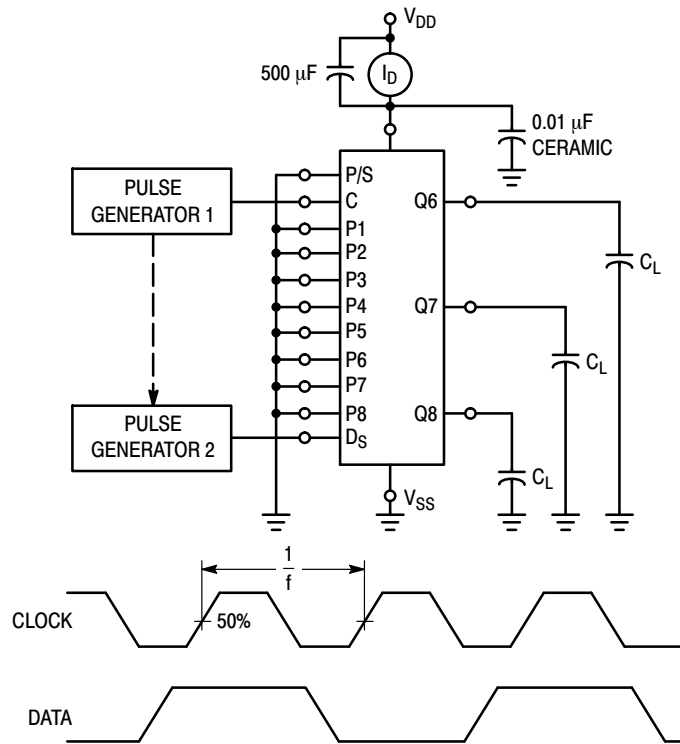 V_DD
500 μF
I_D
0.01 μF
CERAMIC
PULSE
GENERATOR 1
P/S
C
P1
P2
P3
P4
P5
P6
P7
P8
D_S
Q6
Q7
Q8
C_L
C_L
C_L
PULSE
GENERATOR 2
V_SS
1
f
CLOCK
50%
DATA